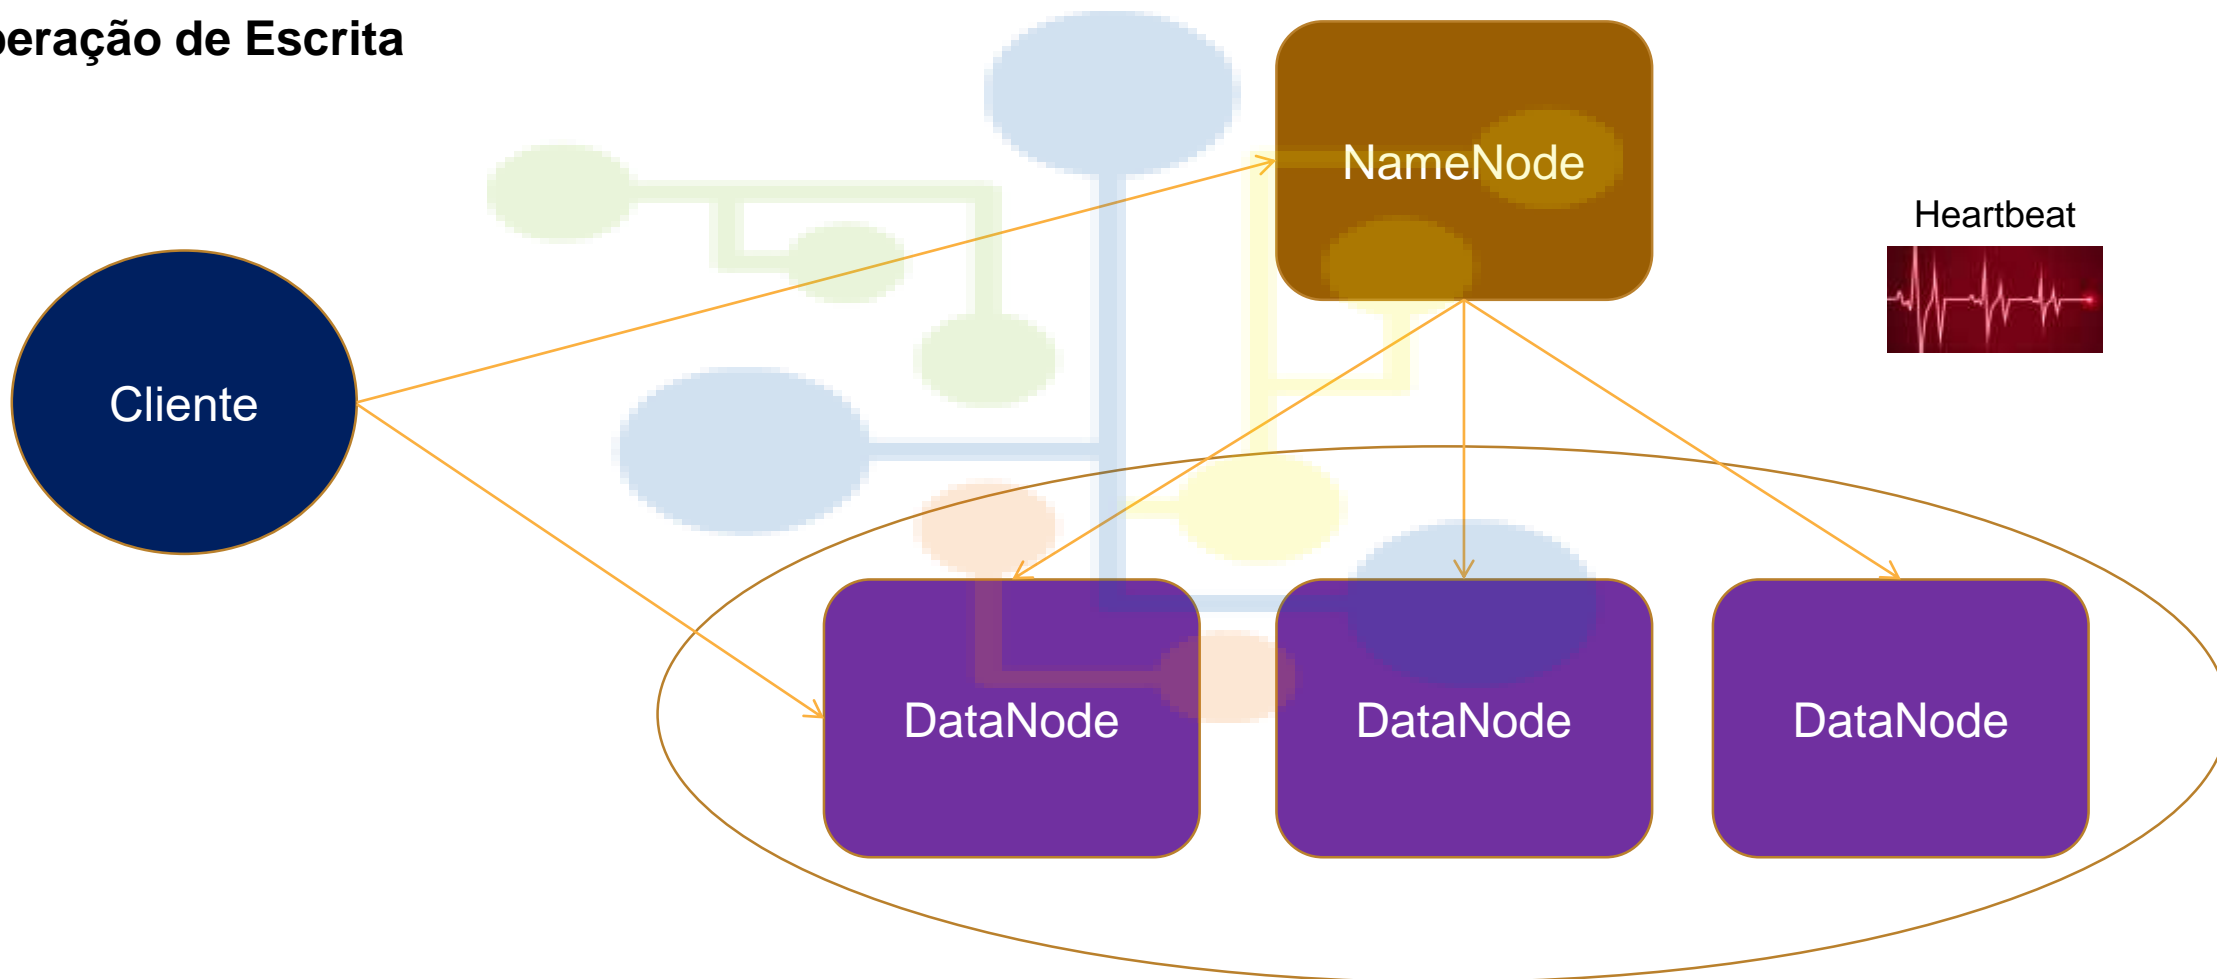 peração de Escrita
NameNode
Heartbeat
Cliente
DataNode
DataNode
DataNode